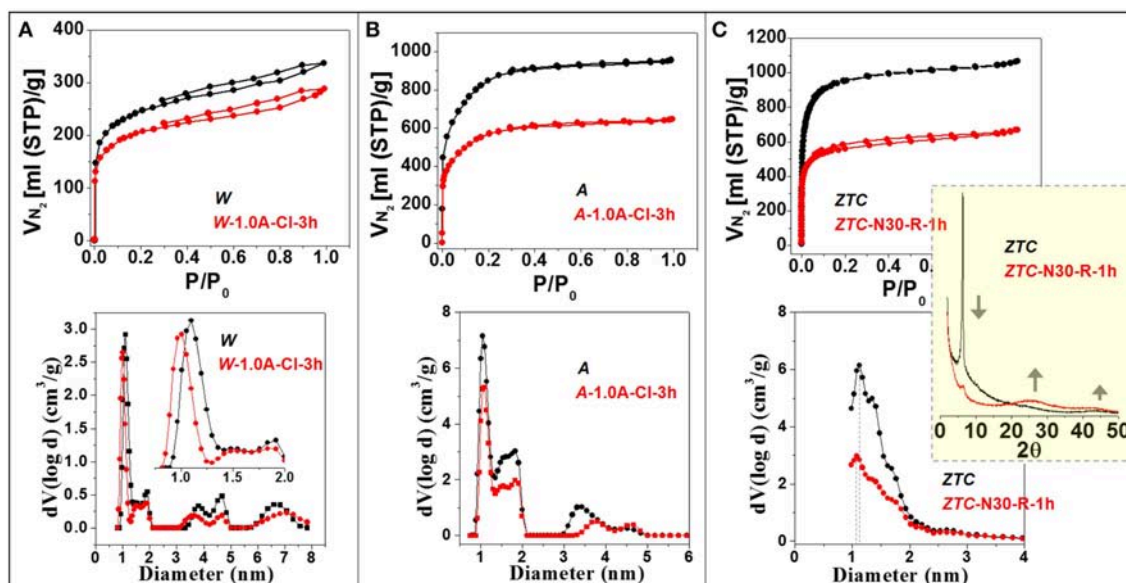 A
400
300
200
100
0
V_N2 [ml (STP)/g]
W
W-1.0A-Cl-3h
0.0 0.2 0.4 0.6 0.8 1.0
P/P0
B
1000
800
600
400
200
0
V_N2 [ml (STP)/g]
A
A-1.0A-Cl-3h
0.0 0.2 0.4 0.6 0.8 1.0
P/P0
C
1200
1000
800
600
400
200
0
V_N2 [ml (STP)/g]
ZTC
ZTC-N30-R-1h
0.0 0.2 0.4 0.6
P/P0
ZTC
ZTC-N30-R-1h
0 10 20 30 40 50
2θ
3.0
2.5
2.0
1.5
1.0
0.5
0.0
dV(log d) (cm³/g)
W
W-1.0A-Cl-3h
1.0 1.5 2.0
0 1 2 3 4 5 6 7 8
Diameter (nm)
8
6
4
2
0
dV(log d) (cm³/g)
A
A-1.0A-Cl-3h
1 2 3 4 5 6
Diameter (nm)
8
6
4
2
0
dV(log d) (cm³/g)
ZTC
ZTC-N30-R-1h
0 1 2 3 4
Diameter (nm)